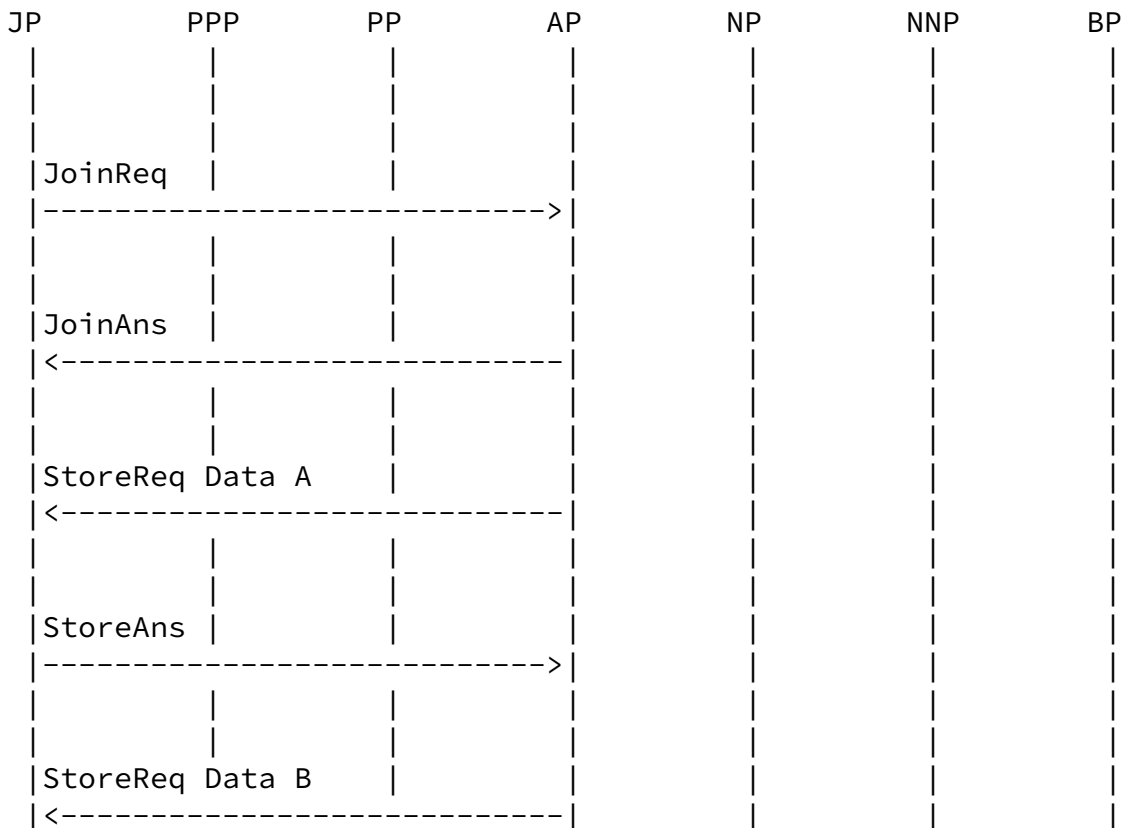 JP PPP PP AP NP NNP BP
JoinReq
JoinAns
StoreReq Data A
StoreAns
StoreReq Data B